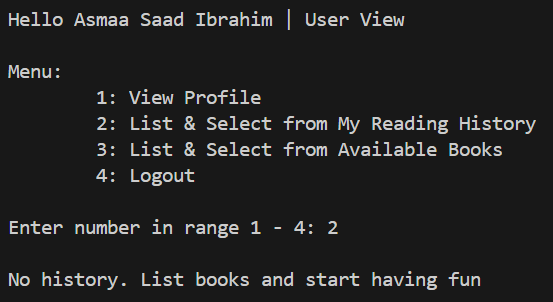 Hello Asmaa Saad Ibrahim | User View
Menu:
1: View Profile
2: List & Select from My Reading History
3: List & Select from Available Books
4: Logout
Enter number in range 1 - 4: 2
No history. List books and start having fun